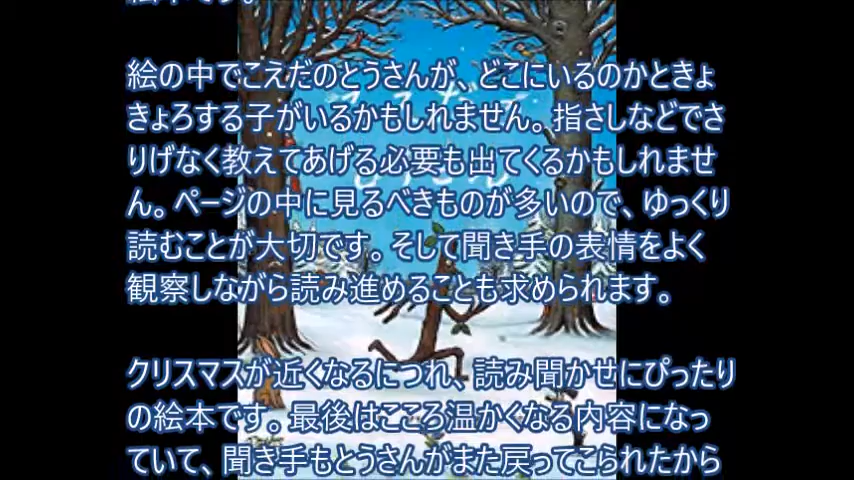 絵本です。
絵の中でこえだのとうさんが、どこにいるのかときょ
きょろする子がいるかもしれません。指さしなどでさ
りげなく教えてあげる必要も出てくるかもしれませ
ん。ページの中に見るべきものが多いので、ゆっくり
読むことが大切です。そして聞き手の表情をよく
観察しながら読み進めることも求められます。
クリスマスが近くなるにつれ、読み聞かせにぴったり
の絵本です。最後はこころ温かくなる内容になっ
ていて、聞き手もとうさんがまた戻ってこられたから